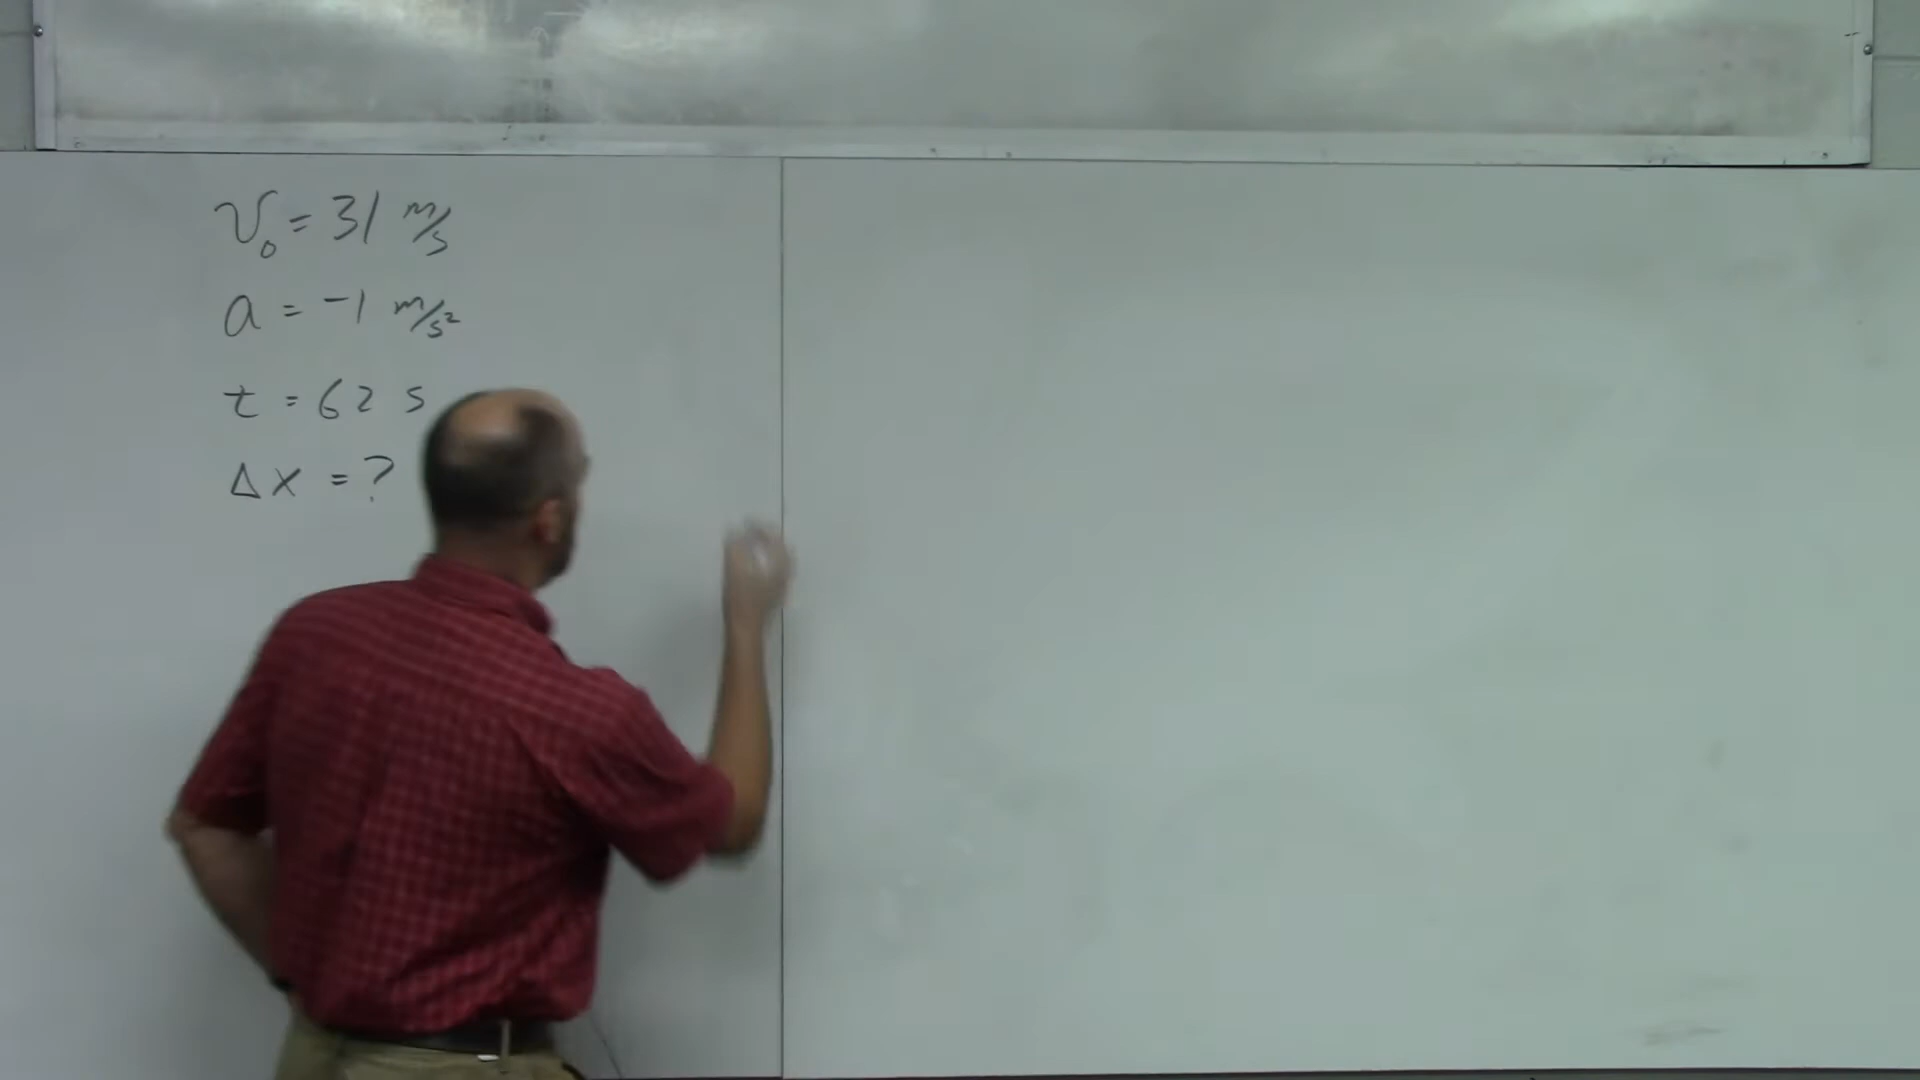 v₀ = 31 m/s
a = -1 m/s²
t = 62 s
Δx = ?